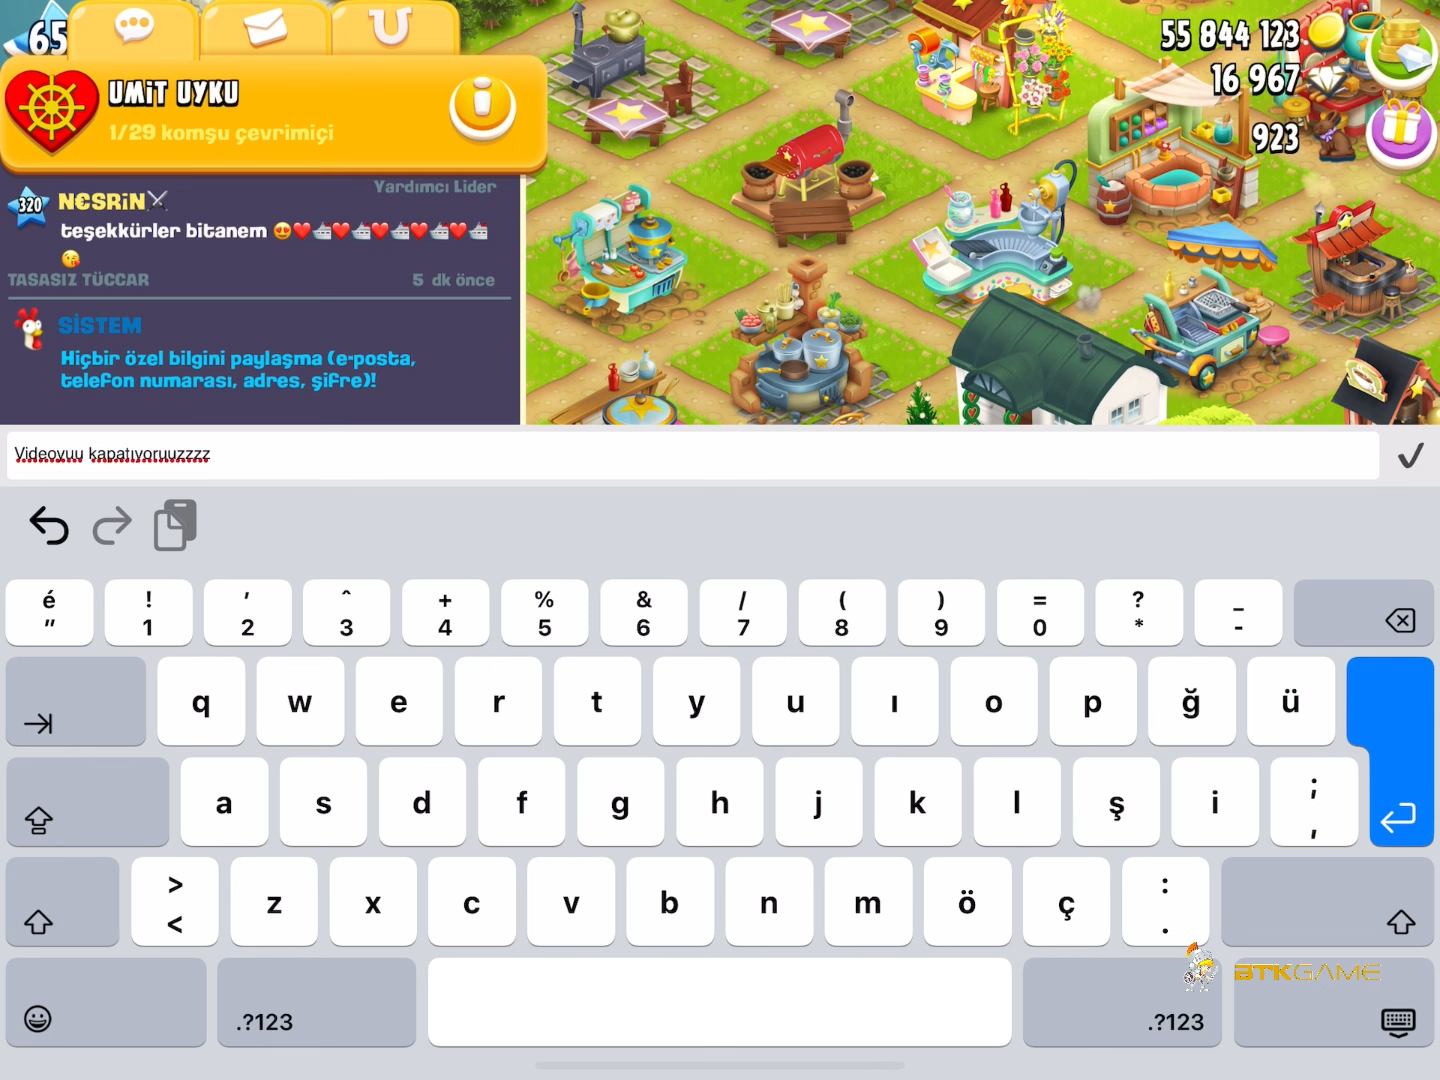 65
55 844 123
16 967
923
UMiT UYKU
1/29 komşu çevrimiçi
Yardımcı Lider
320
N€SRiN⚔
teşekkürler bitanem 😍❤️🚢❤️🚢❤️🚢❤️🚢❤️🚢
😘
TASASIZ TÜCCAR
5 dk önce
SİSTEM
Hiçbir özel bilgini paylaşma (e-posta,
telefon numarası, adres, şifre)!
Videoyuu kapatıyoruuzzzz
é ! ' ^ + % & / ( ) = ? _
" 1 2 3 4 5 6 7 8 9 0 * -
q w e r t y u ı o p ğ ü
a s d f g h j k l ş i ; ,
> < z x c v b n m ö ç : .
.?123 .?123
BTKGAME